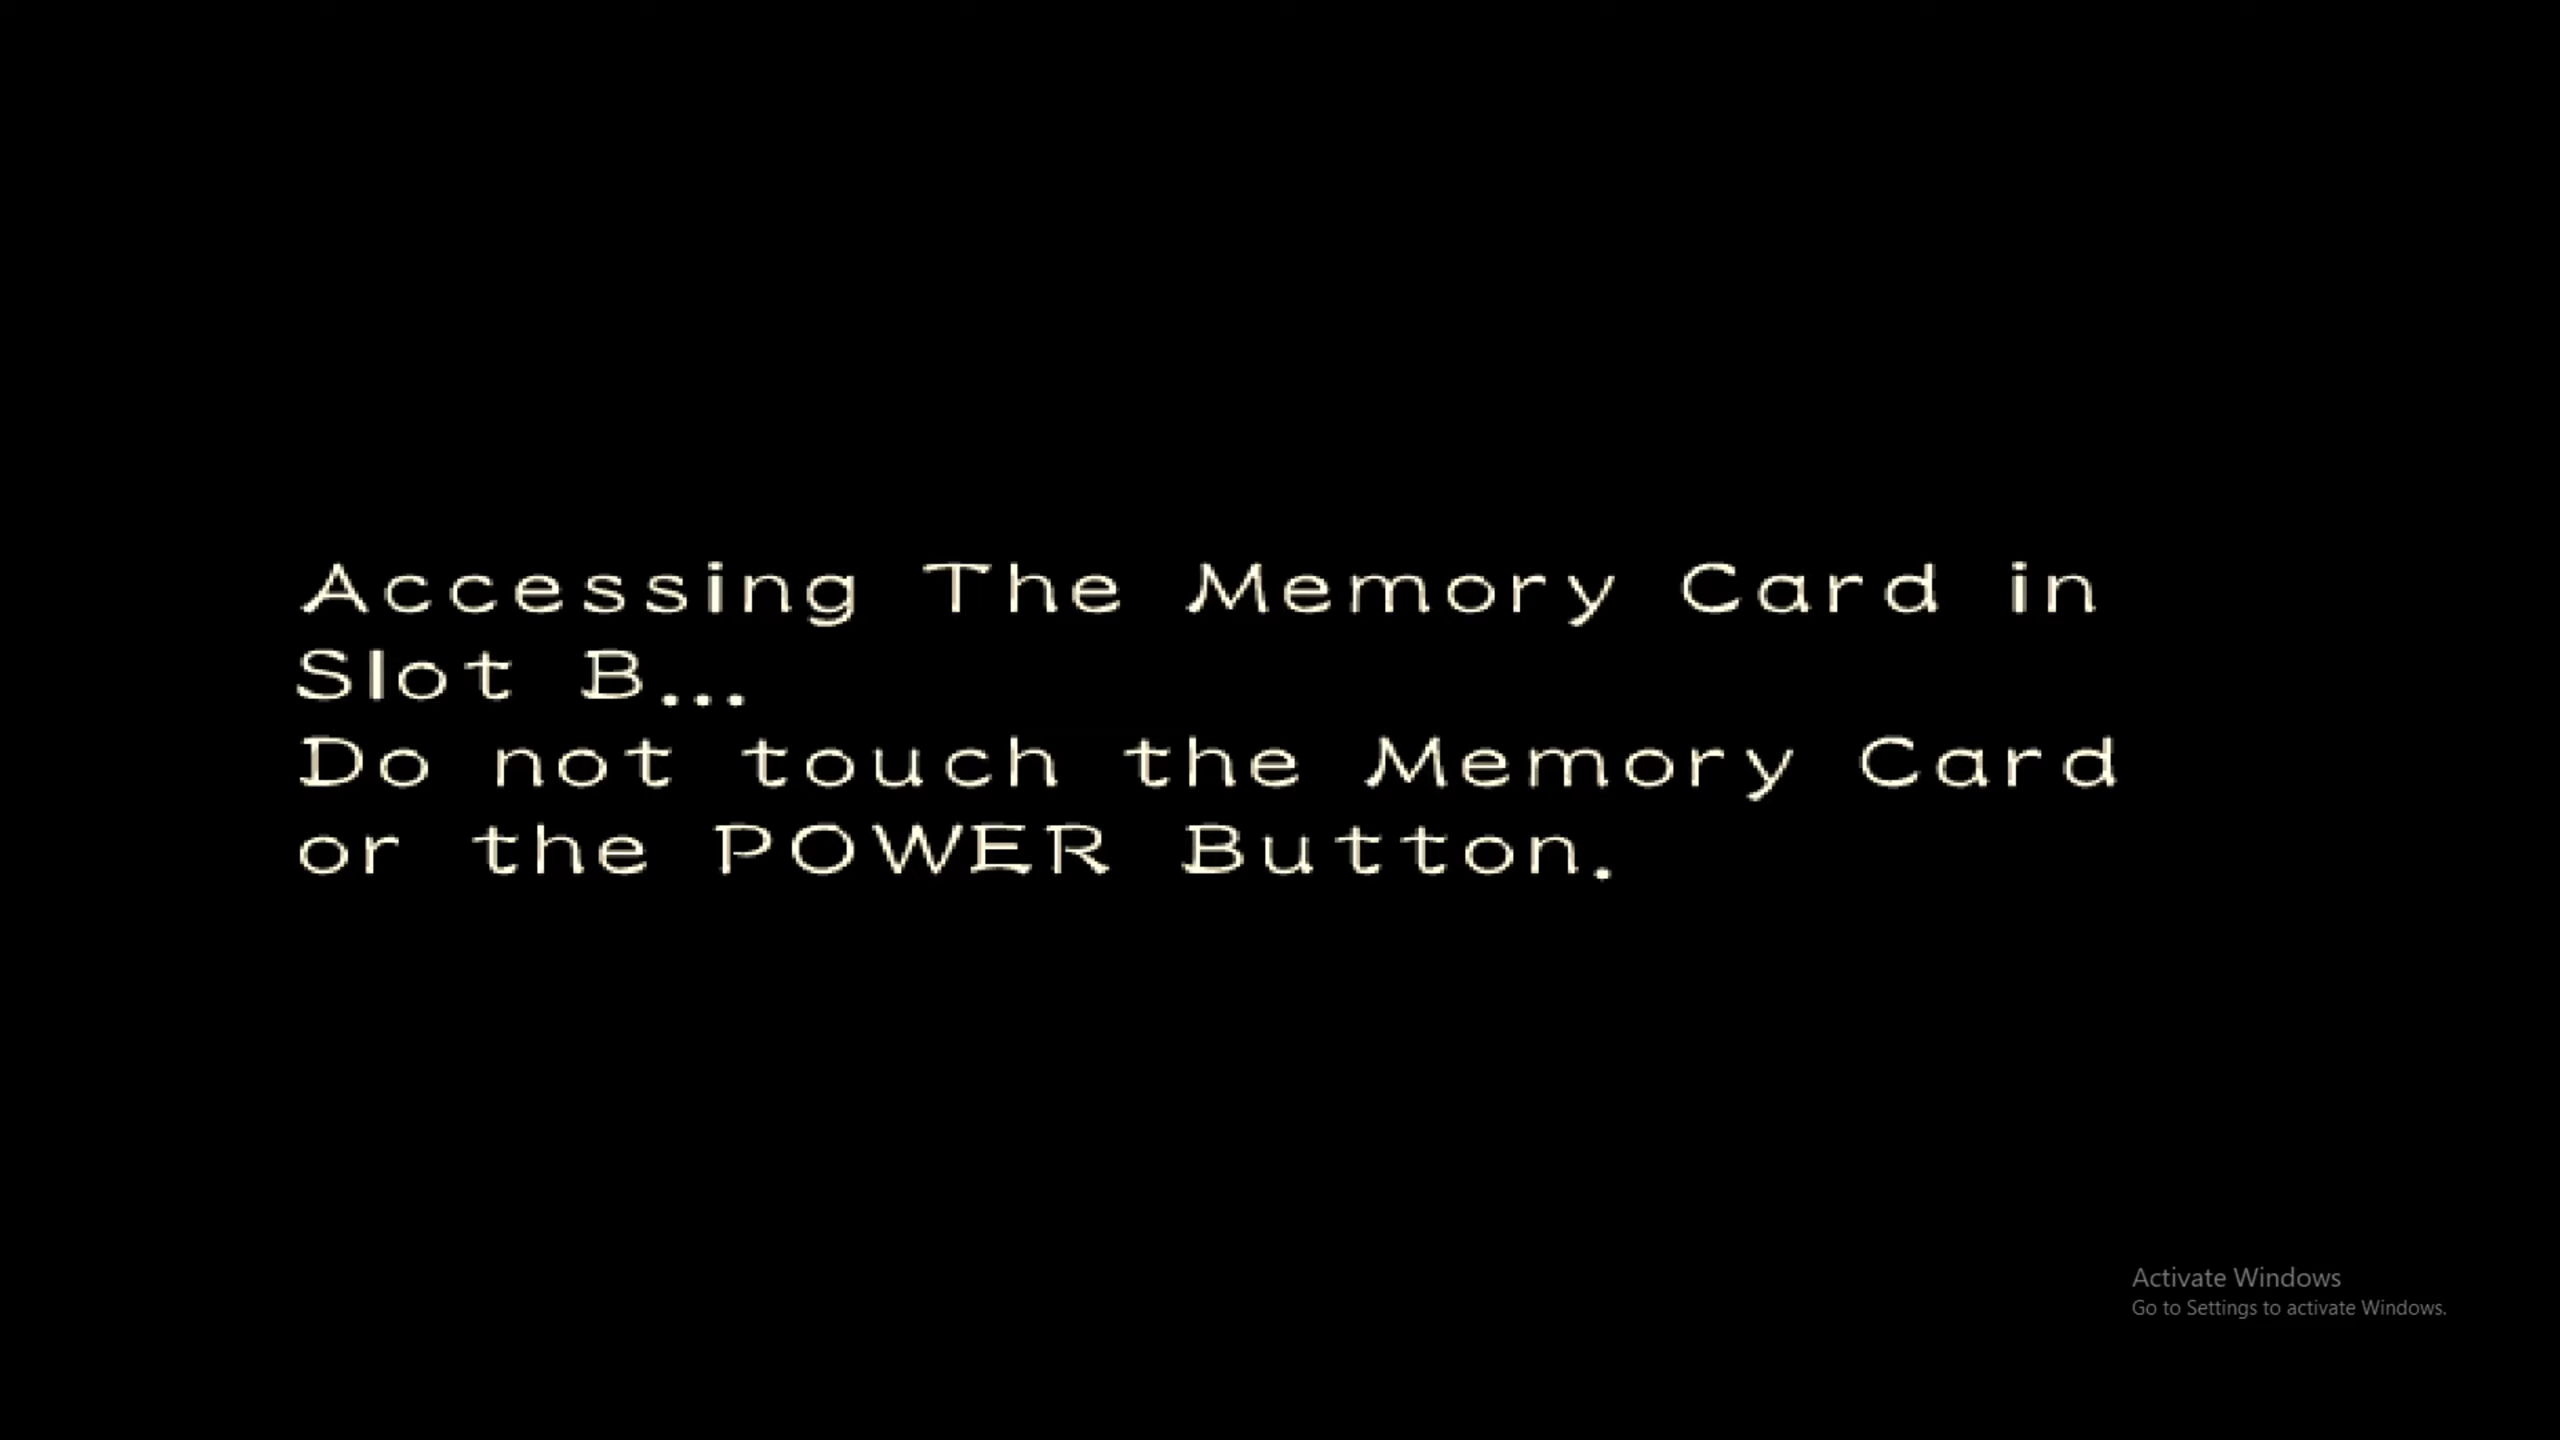 Accessing The Memory Card in
Slot B...
Do not touch the Memory Card
or the POWER Button.
Activate Windows
Go to Settings to activate Windows.